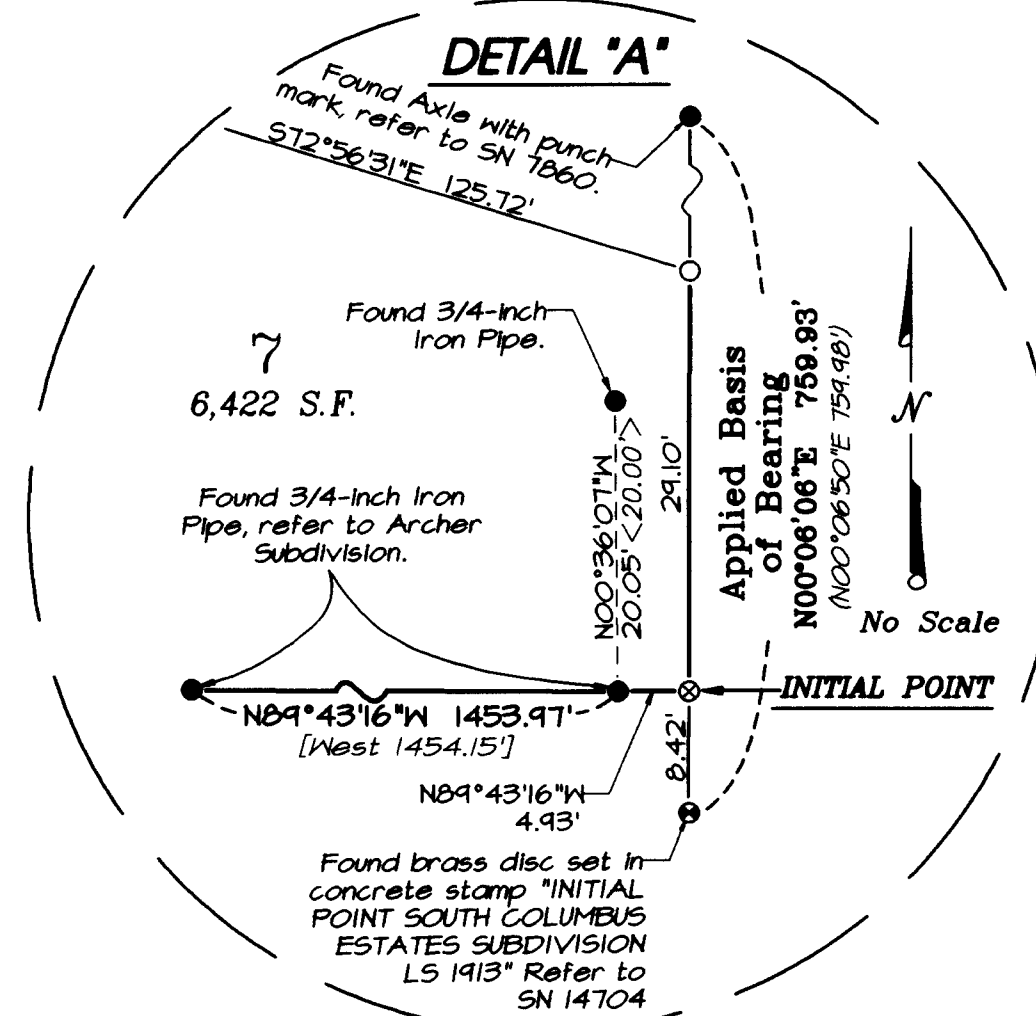 DETAIL "A"
Found Axle with punch
mark, refer to SN 7860.
S72°56'31"E 125.72'
Found 3/4-inch
Iron Pipe.
7
6,422 S.F.
N00°36'07"W
20.05' <20.00'>
29.10'
Applied Basis
of Bearing
N00°06'06"E 759.93'
(N00°06'50"E 759.98')
N
No Scale
Found 3/4-inch Iron
Pipe, refer to Archer
Subdivision.
INITIAL POINT
N89°43'16"W 1453.97'
[West 1454.15']
8.42'
N89°43'16"W
4.93'
Found brass disc set in
concrete stamp "INITIAL
POINT SOUTH COLUMBUS
ESTATES SUBDIVISION
LS 1913" Refer to
SN 14704